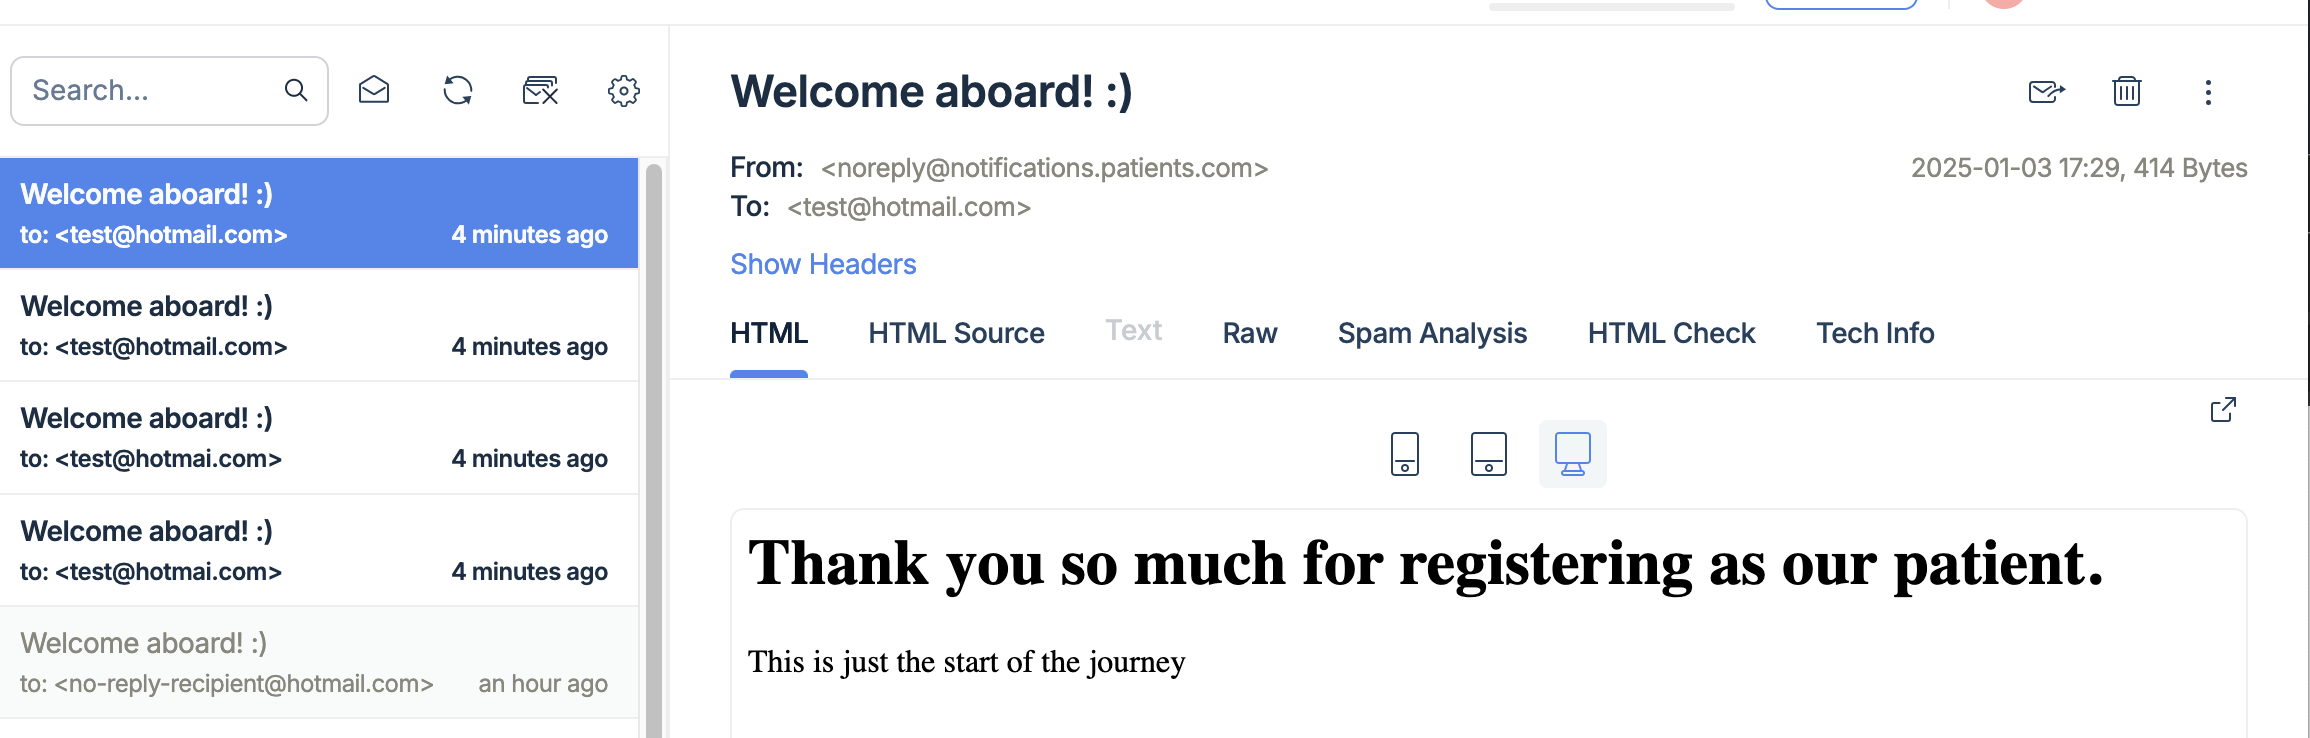 Search...
Welcome aboard! :)
to: <test@hotmail.com> 4 minutes ago
Welcome aboard! :)
to: <test@hotmail.com> 4 minutes ago
Welcome aboard! :)
to: <test@hotmai.com> 4 minutes ago
Welcome aboard! :)
to: <test@hotmai.com> 4 minutes ago
Welcome aboard! :)
to: <no-reply-recipient@hotmail.com> an hour ago
Welcome aboard! :)
From: <noreply@notifications.patients.com> 2025-01-03 17:29, 414 Bytes
To: <test@hotmail.com>
Show Headers
HTML HTML Source Text Raw Spam Analysis HTML Check Tech Info
Thank you so much for registering as our patient.
This is just the start of the journey